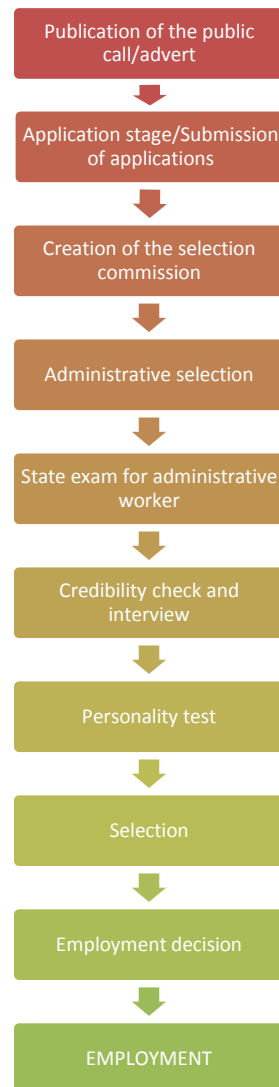 Publication of the public
call/advert
Application stage/Submission
of applications
Creation of the selection
commission
Administrative selection
State exam for administrative
worker
Credibility check and
interview
Personality test
Selection
Employment decision
EMPLOYMENT